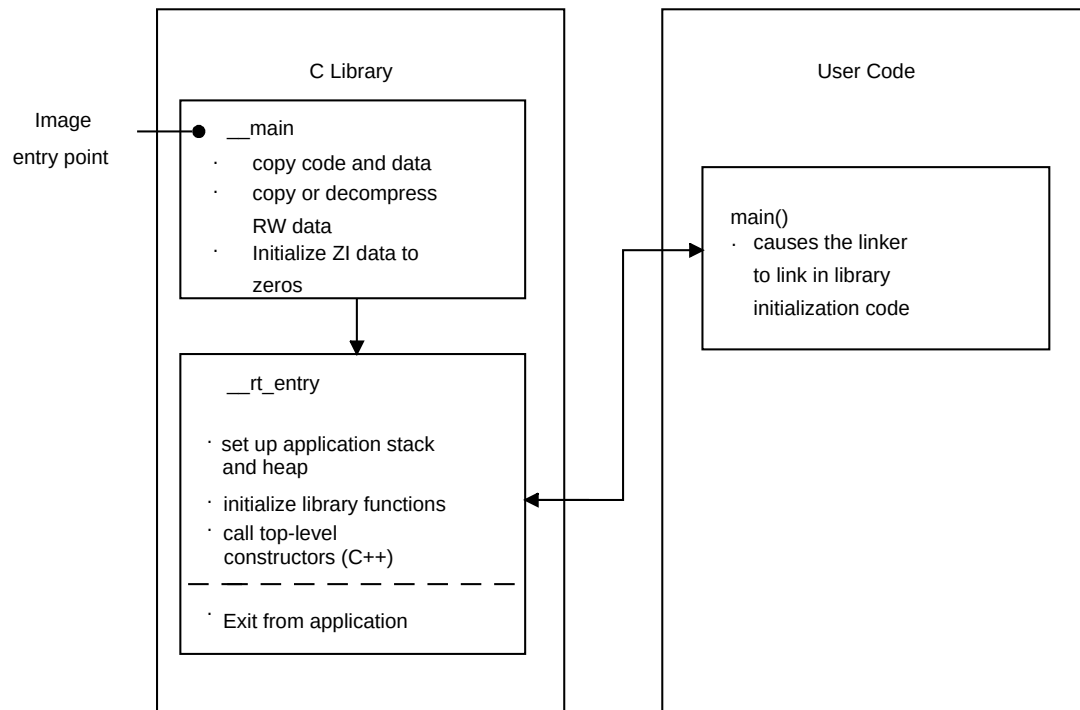 C Library
User Code
Image
entry point
__main
· copy code and data
· copy or decompress
RW data
· Initialize ZI data to
zeros
main()
· causes the linker
to link in library
initialization code
__rt_entry
· set up application stack
and heap
· initialize library functions
· call top-level
constructors (C++)
· Exit from application